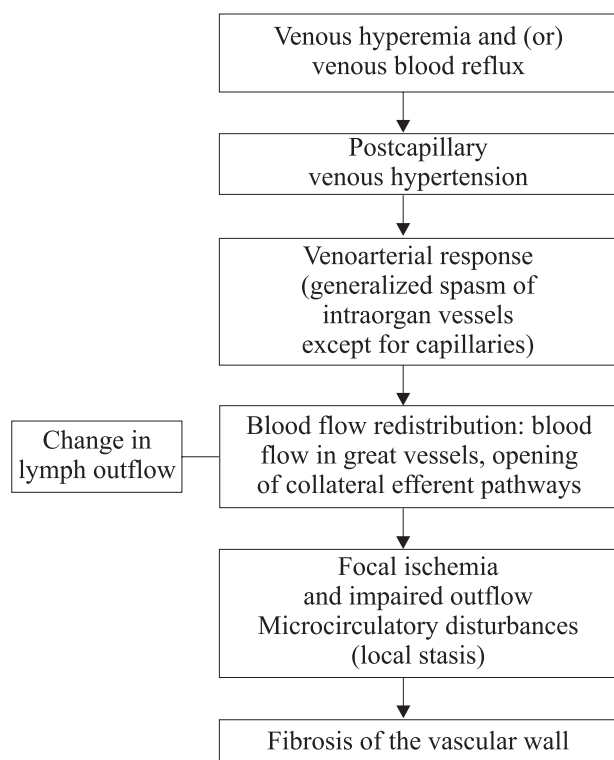 Venous hyperemia and (or)
venous blood reflux
Postcapillary
venous hypertension
Venoarterial response
(generalized spasm of
intraorgan vessels
except for capillaries)
Change in
lymph outflow
Blood flow redistribution: blood
flow in great vessels, opening
of collateral efferent pathways
Focal ischemia
and impaired outflow
Microcirculatory disturbances
(local stasis)
Fibrosis of the vascular wall